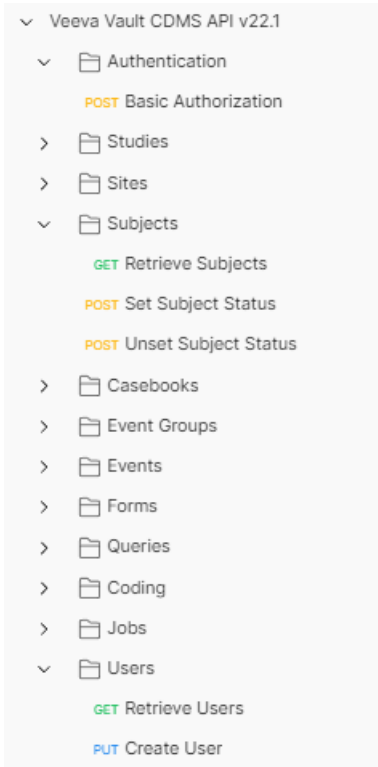 Veeva Vault CDMS API v22.1
Authentication
POST Basic Authorization
Studies
Sites
Subjects
GET Retrieve Subjects
POST Set Subject Status
POST Unset Subject Status
Casebooks
Event Groups
Events
Forms
Queries
Coding
Jobs
Users
GET Retrieve Users
PUT Create User